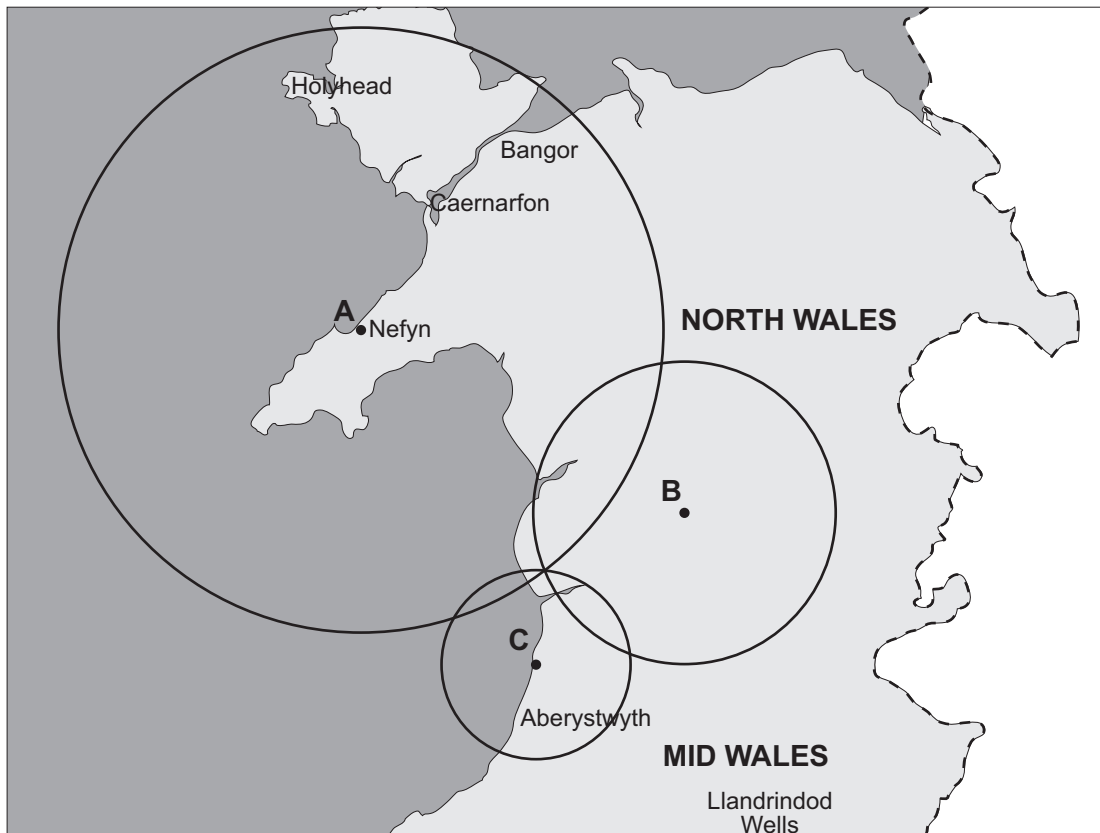 Holyhead
Bangor
Caernarfon
A
Nefyn
NORTH WALES
B
C
Aberystwyth
MID WALES
Llandrindod
Wells